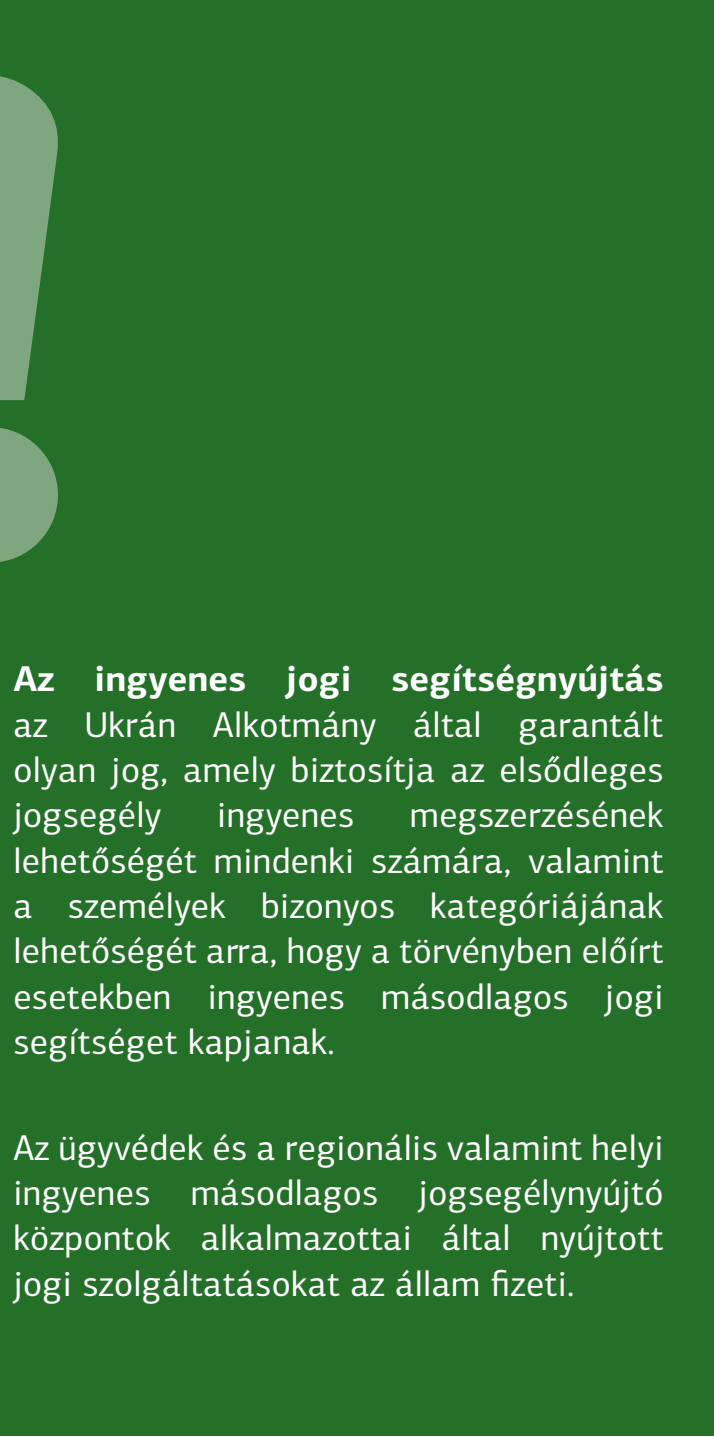 Az ingyenes jogi segítségnyújtás
az Ukrán Alkotmány által garantált
olyan jog, amely biztosítja az elsődleges
jogsegély ingyenes megszerzésének
lehetőségét mindenki számára, valamint
a személyek bizonyos kategóriájának
lehetőségét arra, hogy a törvényben előírt
esetekben ingyenes másodlagos jogi
segítséget kapjanak.
Az ügyvédek és a regionális valamint helyi
ingyenes másodlagos jogsegélynyújtó
központok alkalmazottai által nyújtott
jogi szolgáltatásokat az állam fizeti.